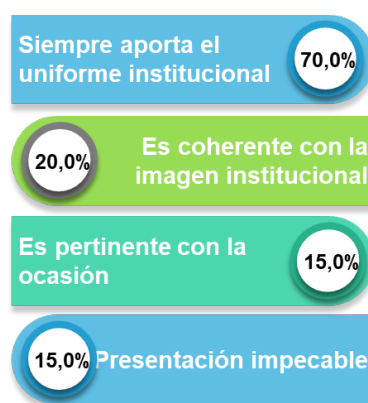 Siempre aporta el
uniforme institucional
70,0%
20,0%
Es coherente con la
imagen institucional
Es pertinente con la
ocasión
15,0%
15,0%
Presentación impecable